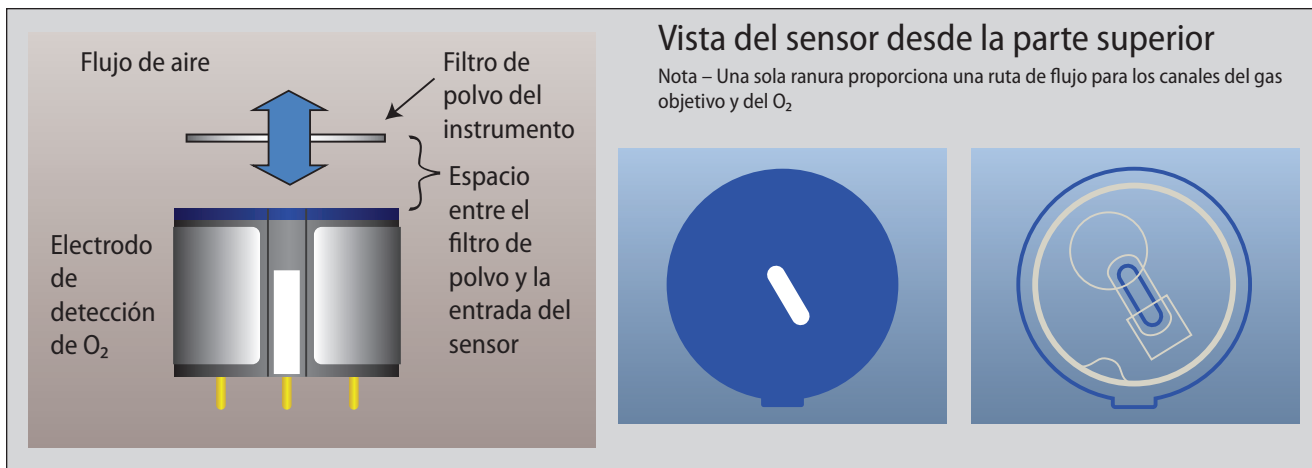 Flujo de aire
Filtro de
polvo del
instrumento
Espacio
entre el
filtro de
polvo y la
entrada del
sensor
Electrodo
de
detección
de O₂
Vista del sensor desde la parte superior
Nota – Una sola ranura proporciona una ruta de flujo para los canales del gas
objetivo y del O₂